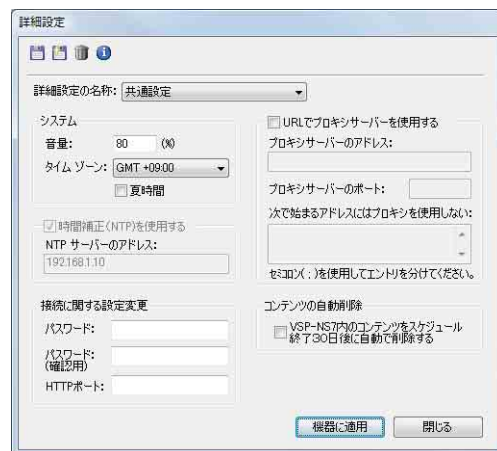 詳細設定
詳細設定の名称: 共通設定
システム
音量: 80 (%)
タイム ゾーン: GMT +09:00
夏時間
時間補正(NTP)を使用する
NTP サーバーのアドレス:
192.168.1.10
接続に関する設定変更
パスワード:
パスワード:
(確認用)
HTTPポート:
URLでプロキシサーバーを使用する
プロキシサーバーのアドレス:
プロキシサーバーのポート:
次で始まるアドレスにはプロキシを使用しない:
セミコロン( ; )を使用してエントリを分けてください。
コンテンツの自動削除
VSP-NS7内のコンテンツをスケジュール
終了30日後に自動で削除する
機器に適用
閉じる